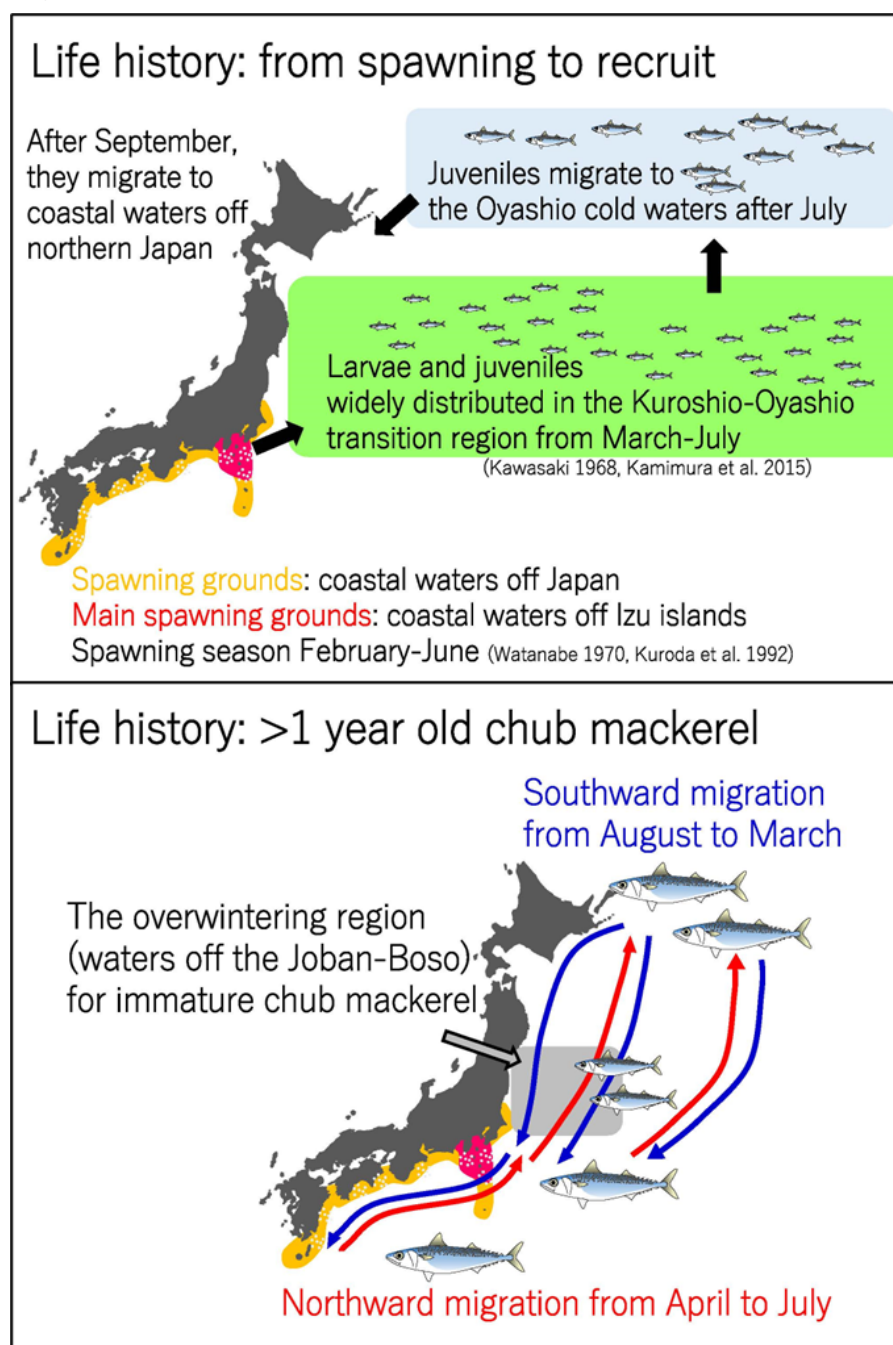 Life history: from spawning to recruit
After September,
they migrate to
coastal waters off
northern Japan
Juveniles migrate to
the Oyashio cold waters after July
Larvae and juveniles
widely distributed in the Kuroshio-Oyashio
transition region from March-July
(Kawasaki 1968, Kamimura et al. 2015)
Spawning grounds: coastal waters off Japan
Main spawning grounds: coastal waters off Izu islands
Spawning season February-June (Watanabe 1970, Kuroda et al. 1992)
Life history: >1 year old chub mackerel
Southward migration
from August to March
The overwintering region
(waters off the Joban-Boso)
for immature chub mackerel
Northward migration from April to July